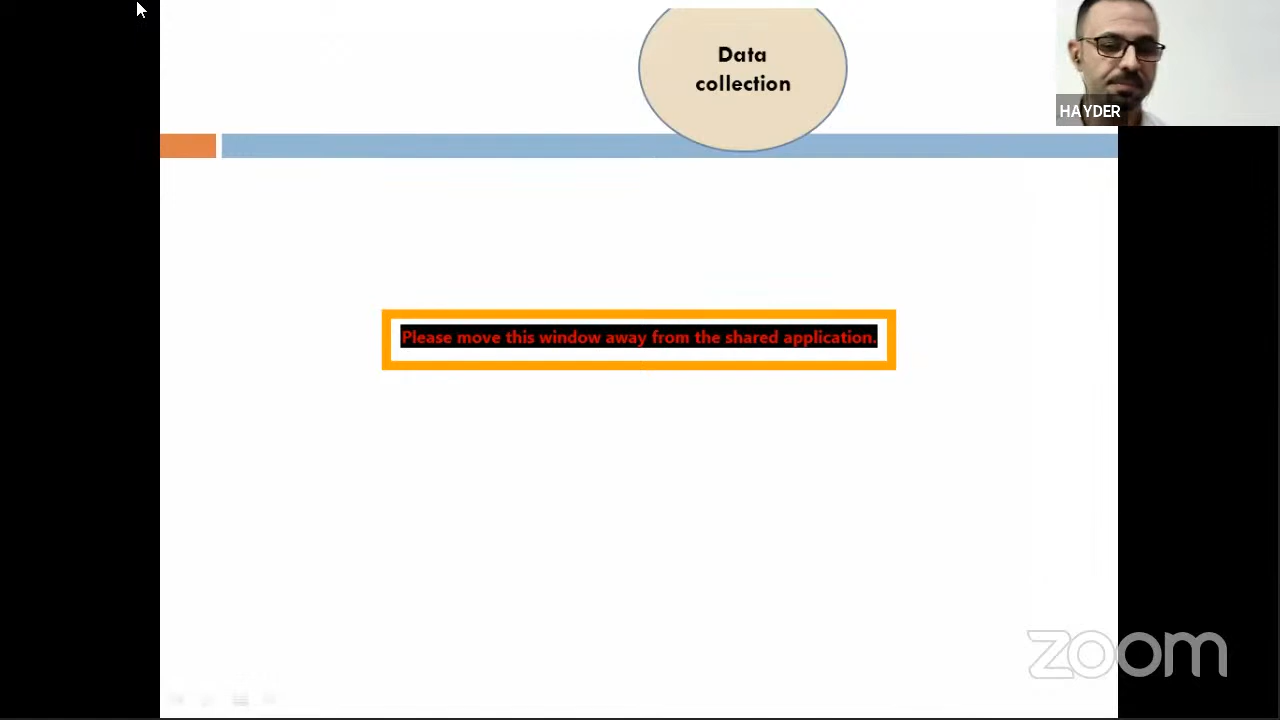 Data
collection
HAYDER
Please move this window away from the shared application.
zoom